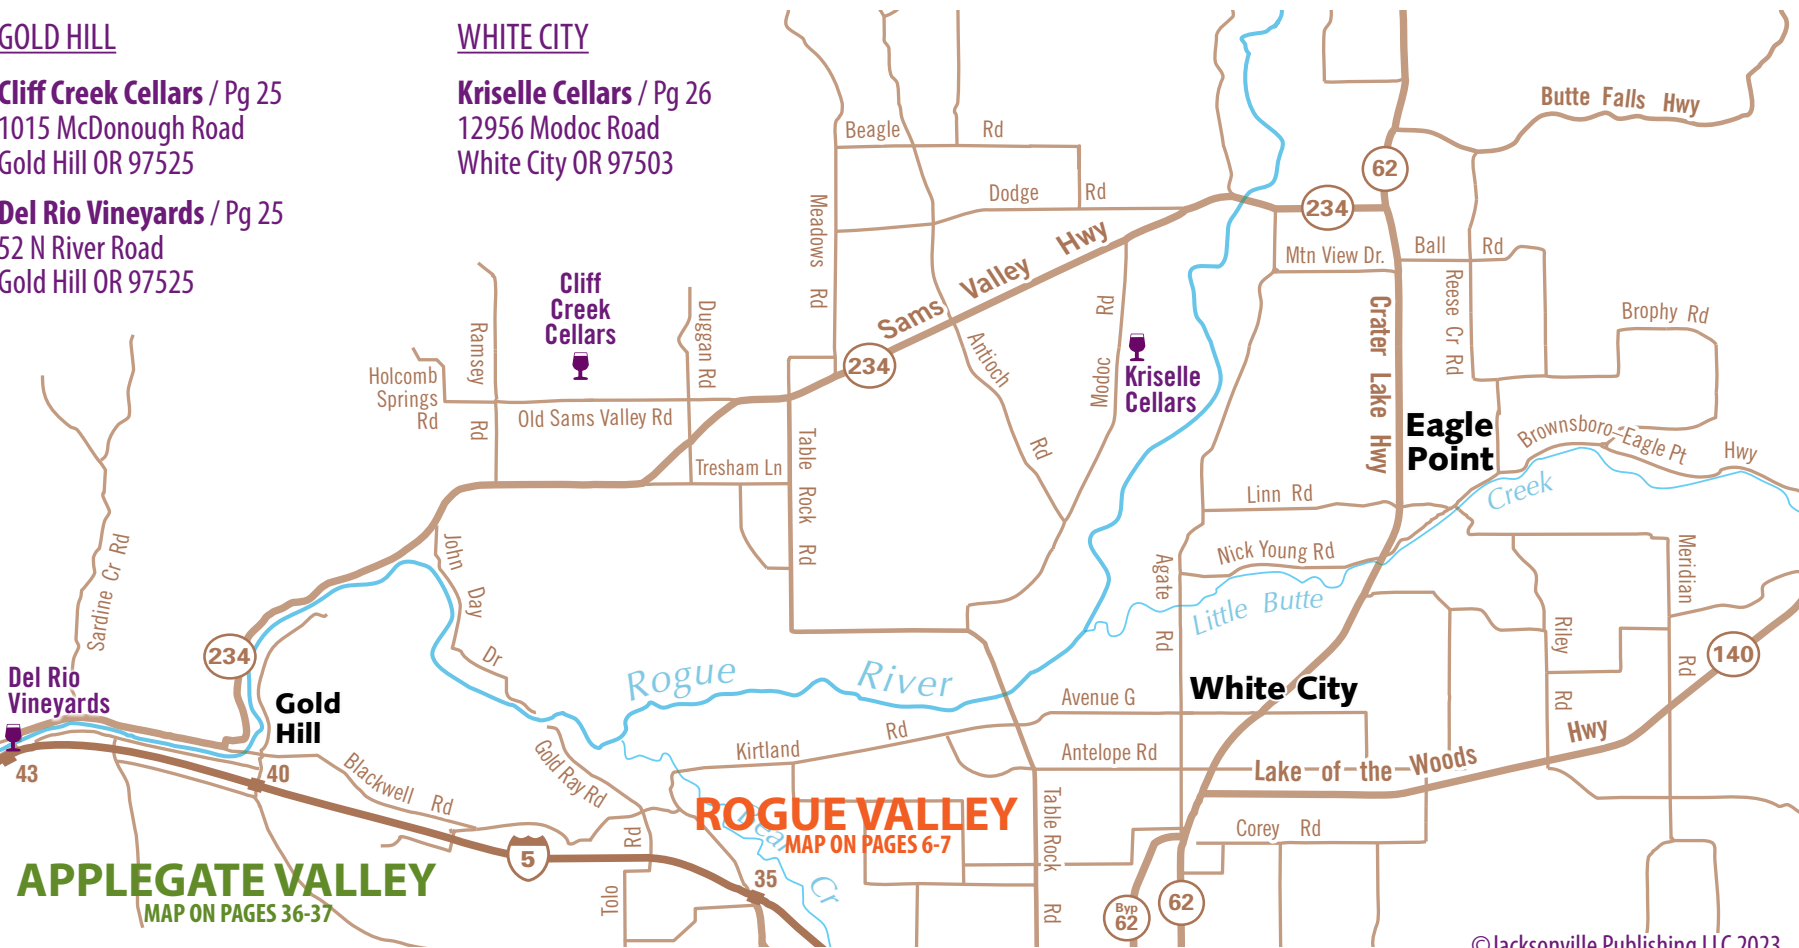 GOLD HILL
Cliff Creek Cellars / Pg 25
1015 McDonough Road
Gold Hill OR 97525
Del Rio Vineyards / Pg 25
52 N River Road
Gold Hill OR 97525
WHITE CITY
Kriselle Cellars / Pg 26
12956 Modoc Road
White City OR 97503
Butte Falls Hwy
Beagle Rd
62
Dodge Rd
234
Meadows Rd
Sams Valley Hwy
Mtn View Dr.
Ball Rd
Cliff
Creek
Cellars
Ramsey Rd
Duggan Rd
Reese Cr Rd
Crater Lake Hwy
Brophy Rd
Holcomb
Springs
Rd
234
Antioch Rd
Modoc Rd
Kriselle
Cellars
Old Sams Valley Rd
Eagle
Point
Brownsboro-Eagle Pt Hwy
Tresham Ln
Table Rock Rd
Linn Rd
Creek
Sardine Cr Rd
John Day Dr
Agate Rd
Nick Young Rd
Little Butte
Meridian Rd
Riley Rd
234
140
Del Rio
Vineyards
Gold
Hill
Rogue River
White City
Avenue G
43
40
Blackwell Rd
Gold Ray Rd
Kirtland Rd
Antelope Rd
Lake of the Woods Hwy
ROGUE VALLEY
MAP ON PAGES 6-7
Pear Cr
Table Rock Rd
Corey Rd
5
Tolo Rd
35
APPLEGATE VALLEY
MAP ON PAGES 36-37
Byp
62
62
©Jacksonville Publishing LLC 2023